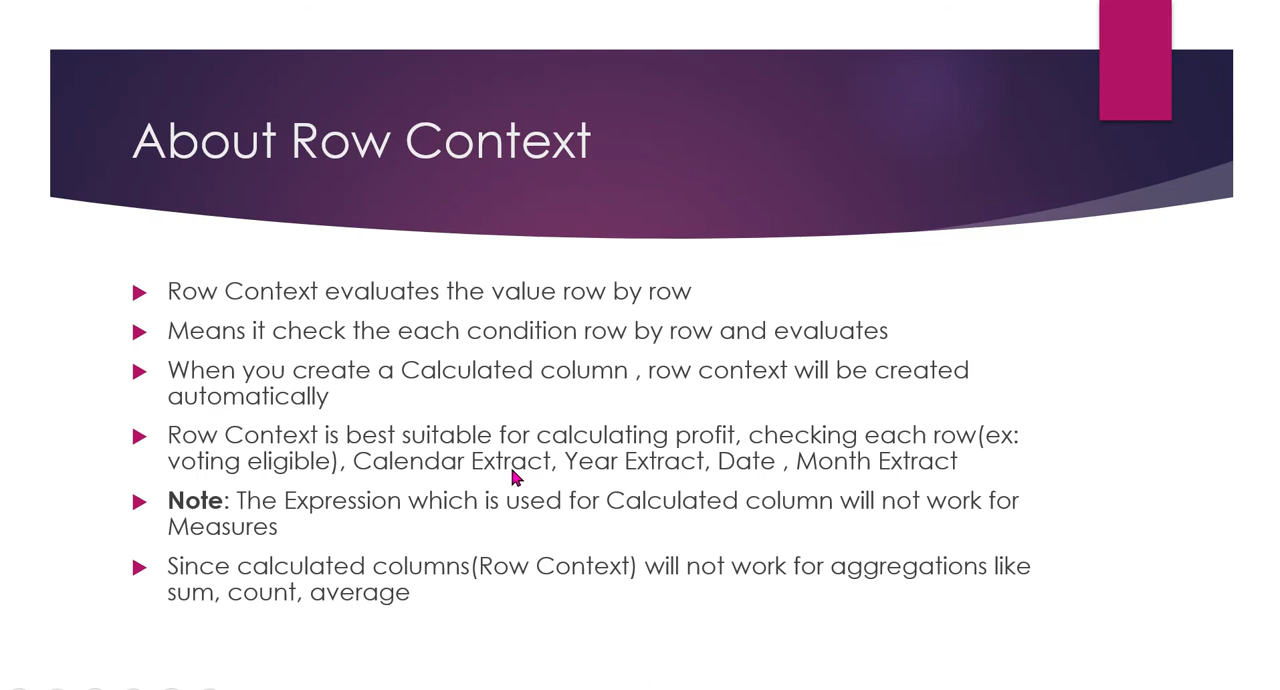 About Row Context
Row Context evaluates the value row by row
Means it check the each condition row by row and evaluates
When you create a Calculated column , row context will be created
automatically
Row Context is best suitable for calculating profit, checking each row(ex:
voting eligible), Calendar Extract, Year Extract, Date , Month Extract
Note: The Expression which is used for Calculated column will not work for
Measures
Since calculated columns(Row Context) will not work for aggregations like
sum, count, average